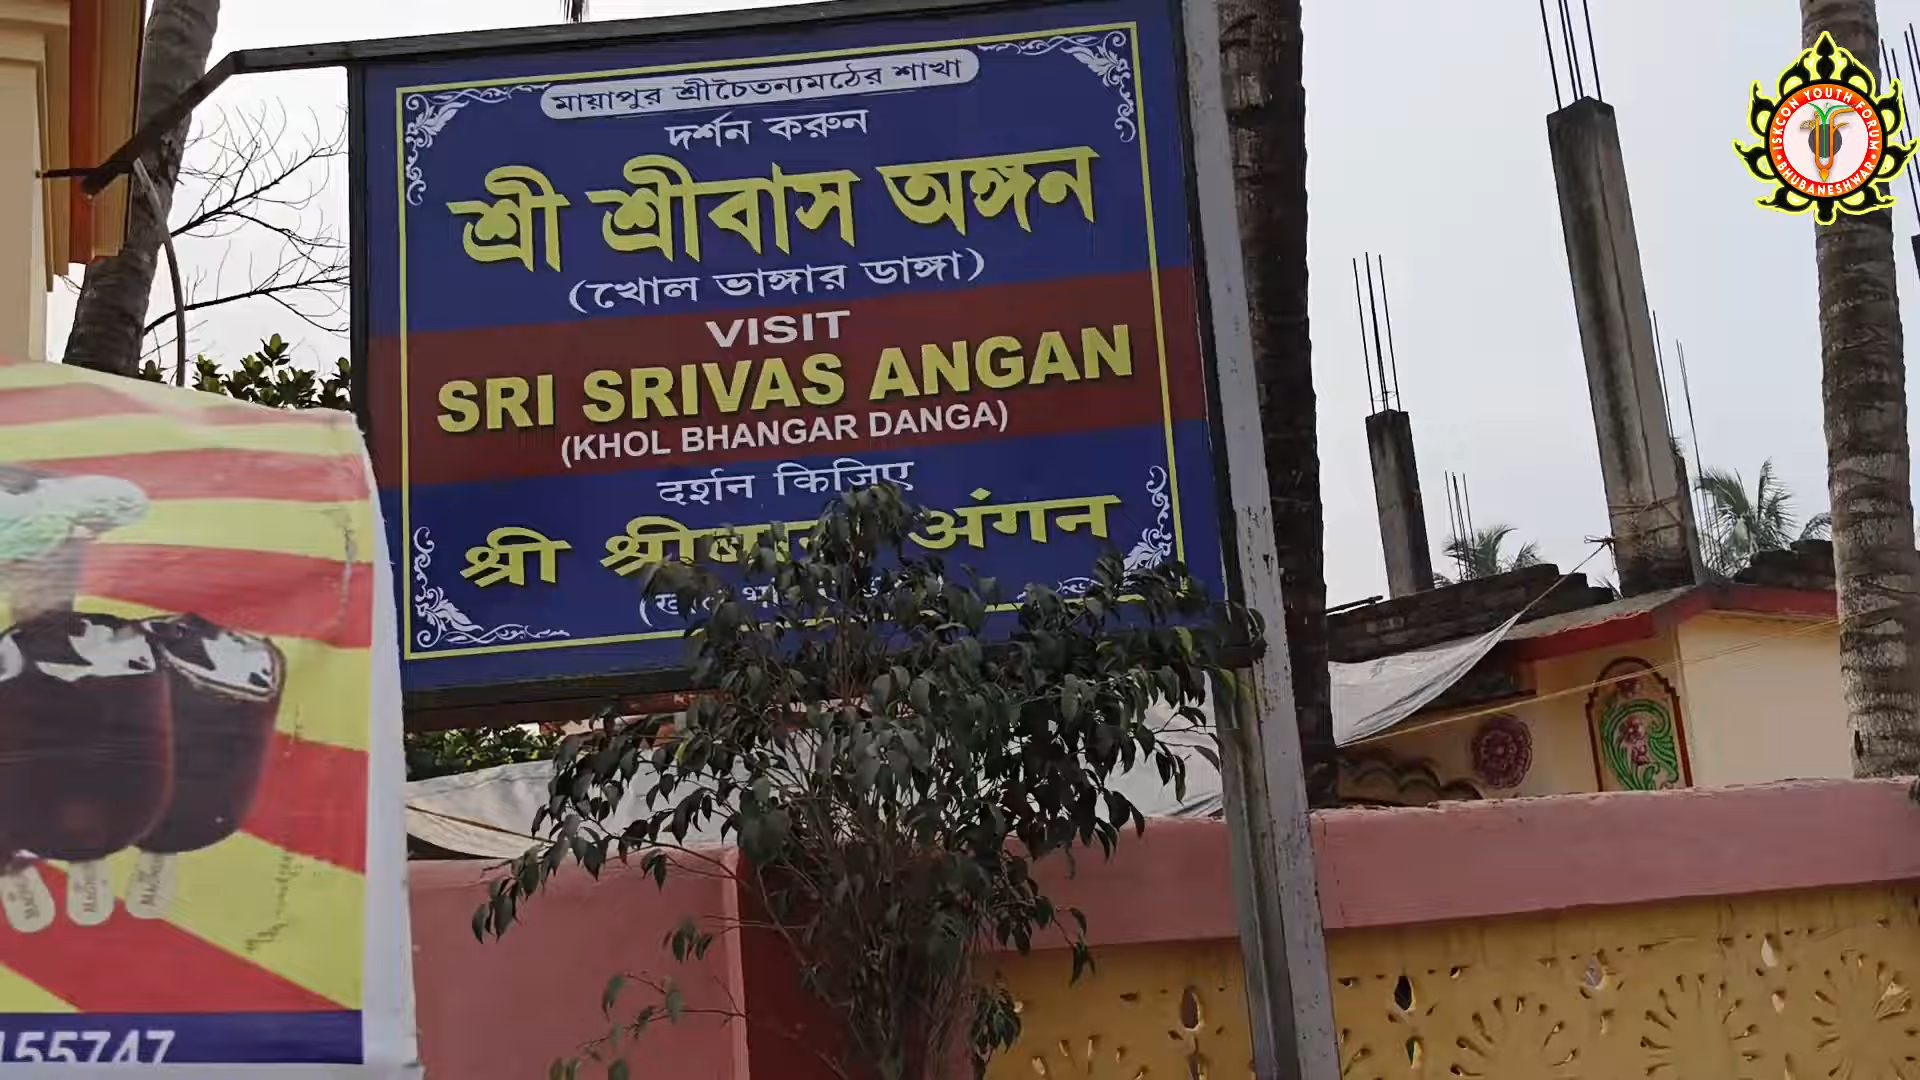 মায়াপুর শ্রীচৈতন্যমঠের শাখা
দর্শন করুন
শ্রী শ্রীবাস অঙ্গন
(খোল ভাঙ্গার ডাঙ্গা)
VISIT
SRI SRIVAS ANGAN
(KHOL BHANGAR DANGA)
दर्शन किजिए
श्री अंगन
155747
ISKCON YOUTH FORUM
BHUBANESHWAR